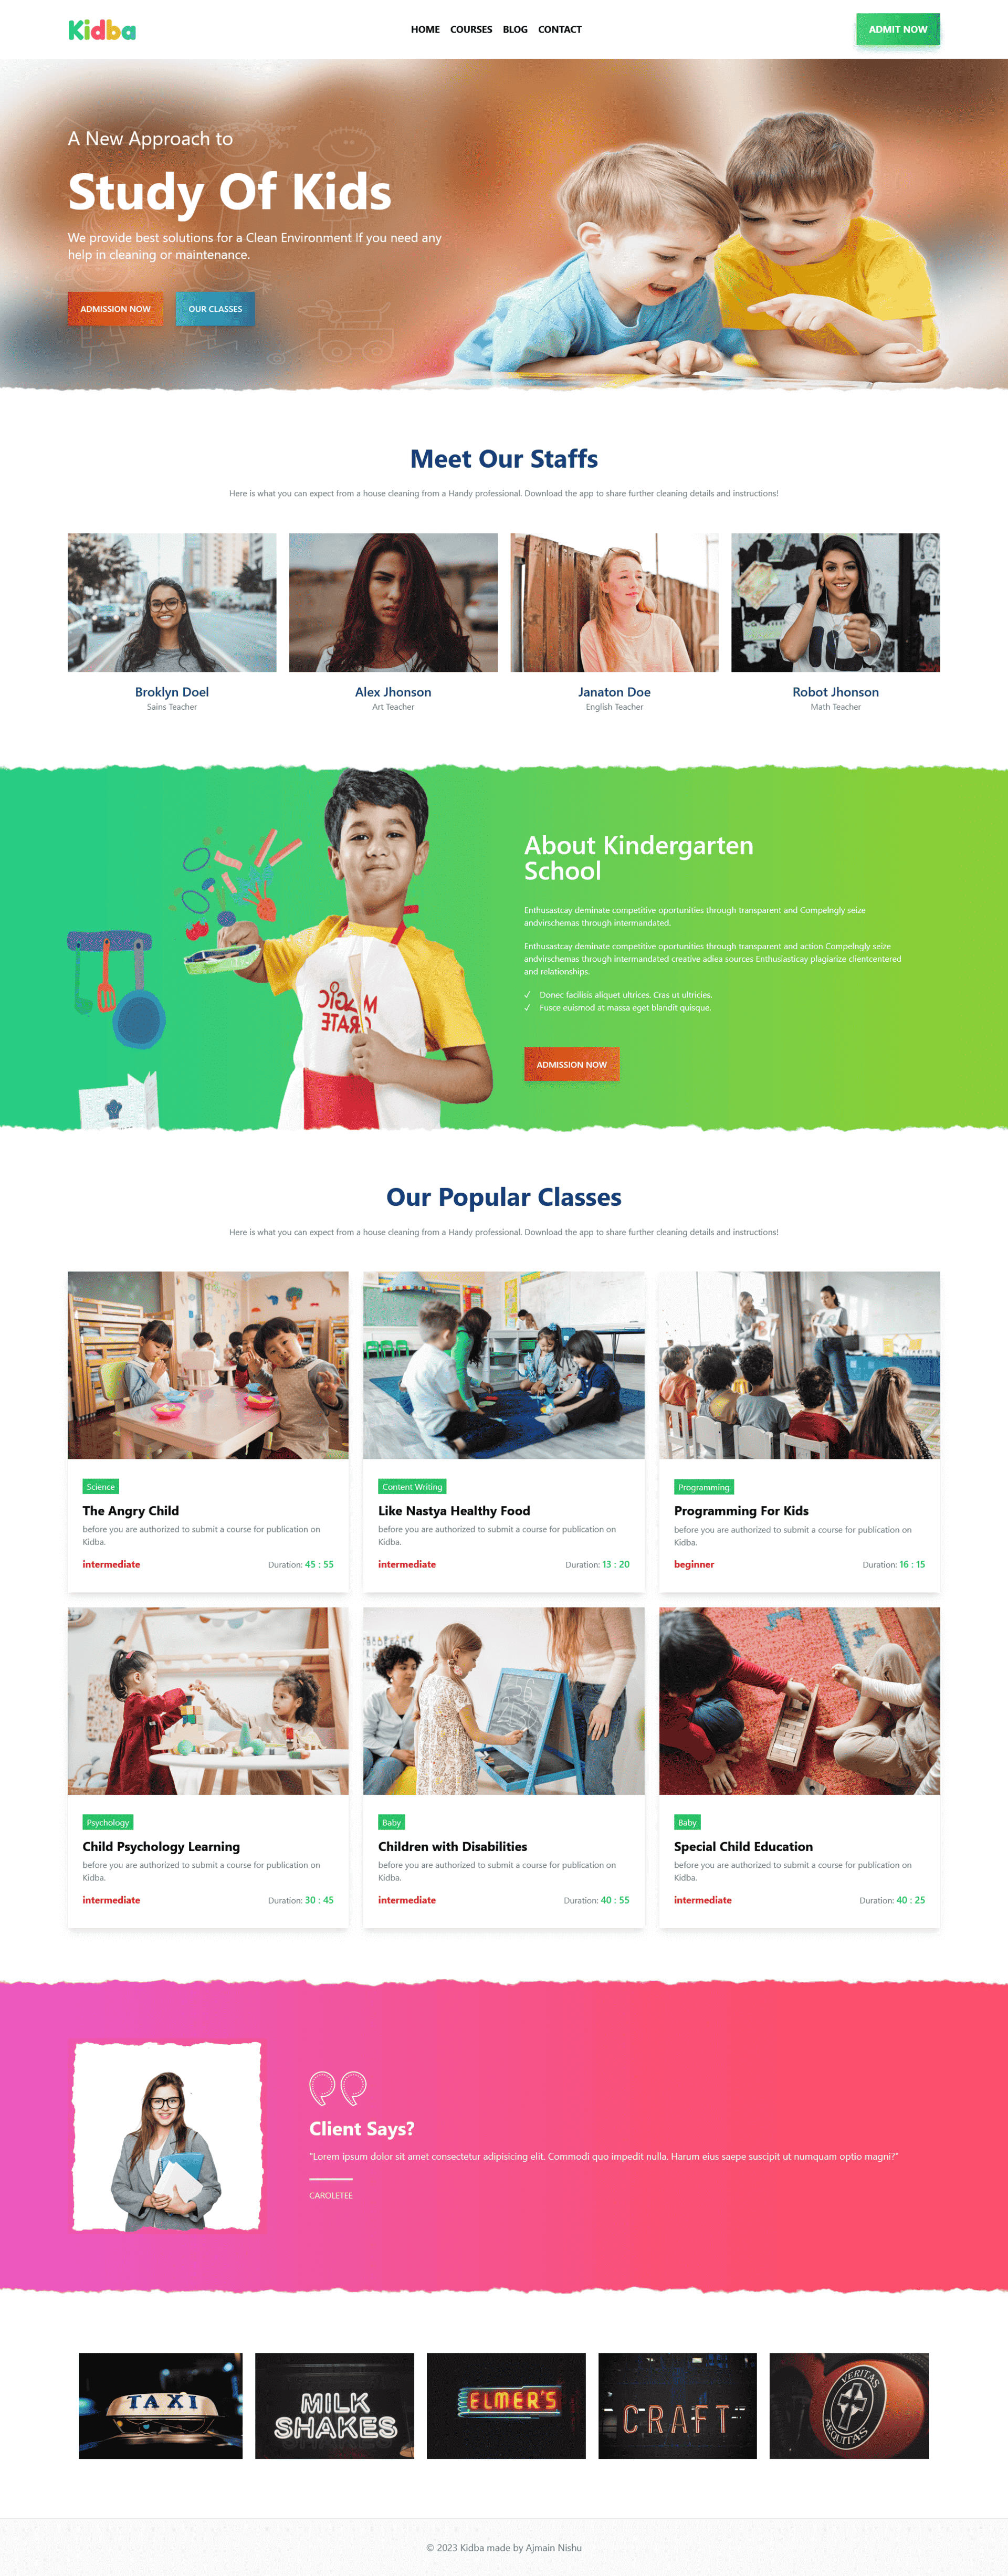 Kidba
HOME COURSES BLOG CONTACT
ADMIT NOW
A New Approach to
Study Of Kids
We provide best solutions for a Clean Environment If you need any
help in cleaning or maintenance.
ADMISSION NOW
OUR CLASSES
Meet Our Staffs
Here is what you can expect from a house cleaning from a Handy professional. Download the app to share further cleaning details and instructions!
Broklyn Doel
Sains Teacher
Alex Jhonson
Art Teacher
Janaton Doe
English Teacher
Robot Jhonson
Math Teacher
About Kindergarten
School
Enthusastcay deminate competitive oportunities through transparent and Compelngly seize
andvirschemas through intermandated.
Enthusastcay deminate competitive oportunities through transparent and action Compelngly seize
andwirschemas through intermandated creative adiea sources Enthusiasticay plagiarize clientcentered
and relationships.
✓ Donec facilisis aliquet ultrices. Cras ut ultricies.
✓ Fusce euismod at massa eget blandit quisque.
ADMISSION NOW
Our Popular Classes
Here is what you can expect from a house cleaning from a Handy professional. Download the app to share further cleaning details and instructions!
Science
The Angry Child
before you are authorized to submit a course for publication on
Kidba.
intermediate Duration: 45 : 55
Content Writing
Like Nastya Healthy Food
before you are authorized to submit a course for publication on
Kidba.
intermediate Duration: 13 : 20
Programming
Programming For Kids
before you are authorized to submit a course for publication on
Kidba.
beginner Duration: 16 : 15
Psychology
Child Psychology Learning
before you are authorized to submit a course for publication on
Kidba.
intermediate Duration: 30 : 45
Baby
Children with Disabilities
before you are authorized to submit a course for publication on
Kidba.
intermediate Duration: 40 : 55
Baby
Special Child Education
before you are authorized to submit a course for publication on
Kidba.
intermediate Duration: 40 : 25
Client Says?
"Lorem ipsum dolor sit amet consectetur adipisicing elit. Commodi quo impedit nulla. Harum eius saepe suscipit ut numquam optio magni?"
CAROLETEE
TAXI
MILK
SHAKES
ELMER'S
CRAFT
VERITAS
AEQUITAS
© 2023 Kidba made by Ajmain Nishu